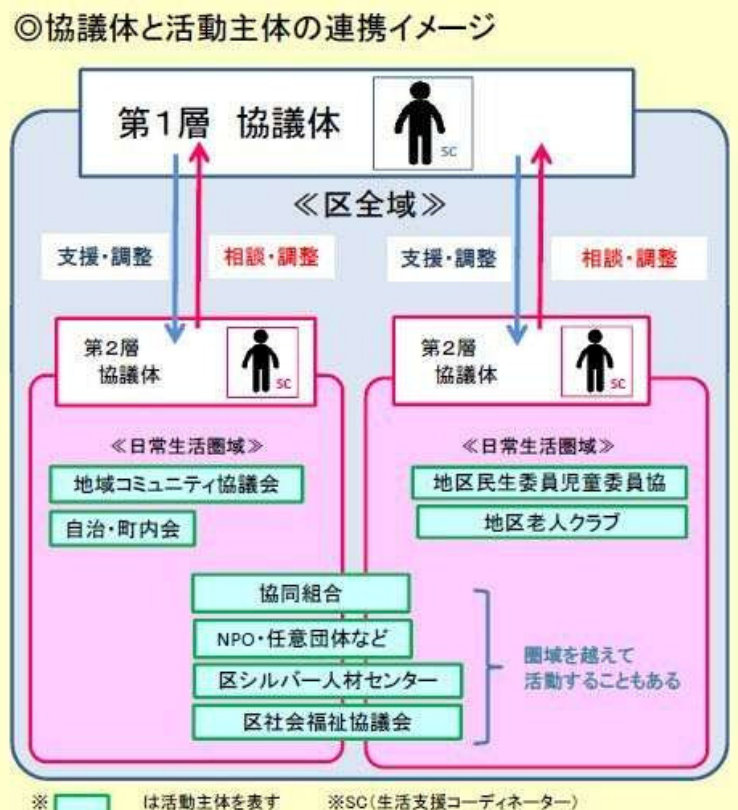 ◎協議体と活動主体の連携イメージ
第1層 協議体
SC
≪区全域≫
支援・調整
相談・調整
支援・調整
相談・調整
第2層
協議体
SC
第2層
協議体
SC
≪日常生活圏域≫
地域コミュニティ協議会
自治・町内会
≪日常生活圏域≫
地区民生委員児童委員協
地区老人クラブ
協同組合
NPO・任意団体など
区シルバー人材センター
区社会福祉協議会
圏域を越えて
活動することもある
※ は活動主体を表す ※SC(生活支援コーディネーター)